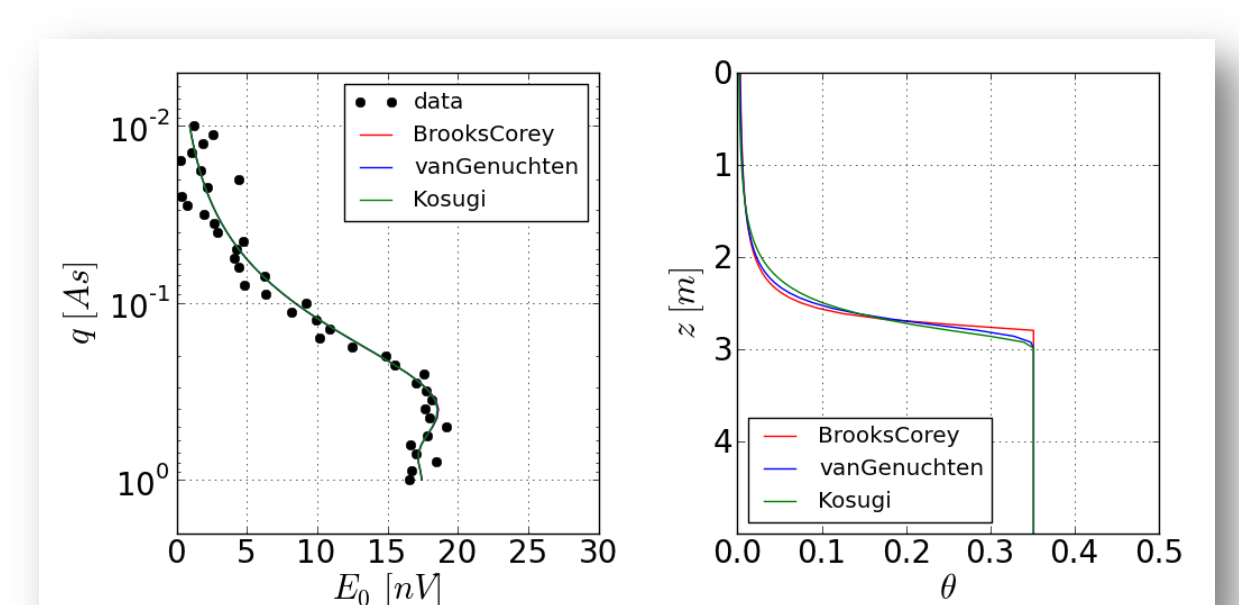 10^-2
10^-1
10^0
q [As]
0 5 10 15 20 25 30
E_0 [nV]
data
BrooksCorey
vanGenuchten
Kosugi
0
1
2
3
4
z [m]
0.0 0.1 0.2 0.3 0.4 0.5
θ
BrooksCorey
vanGenuchten
Kosugi